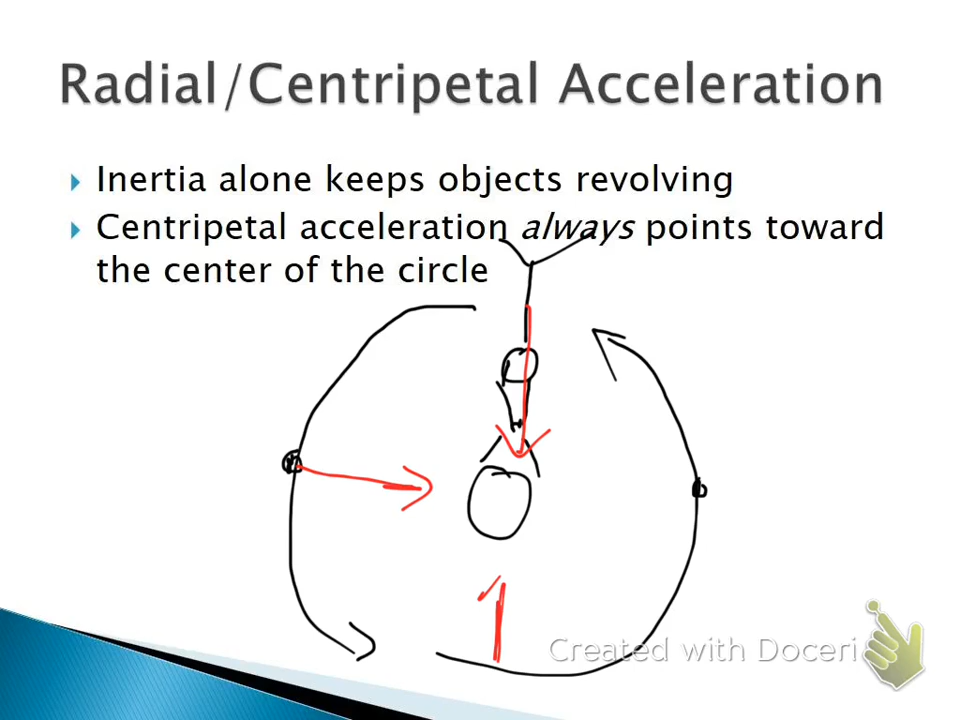 Radial/Centripetal Acceleration
Inertia alone keeps objects revolving
Centripetal acceleration always points toward
the center of the circle
Created with Doceri